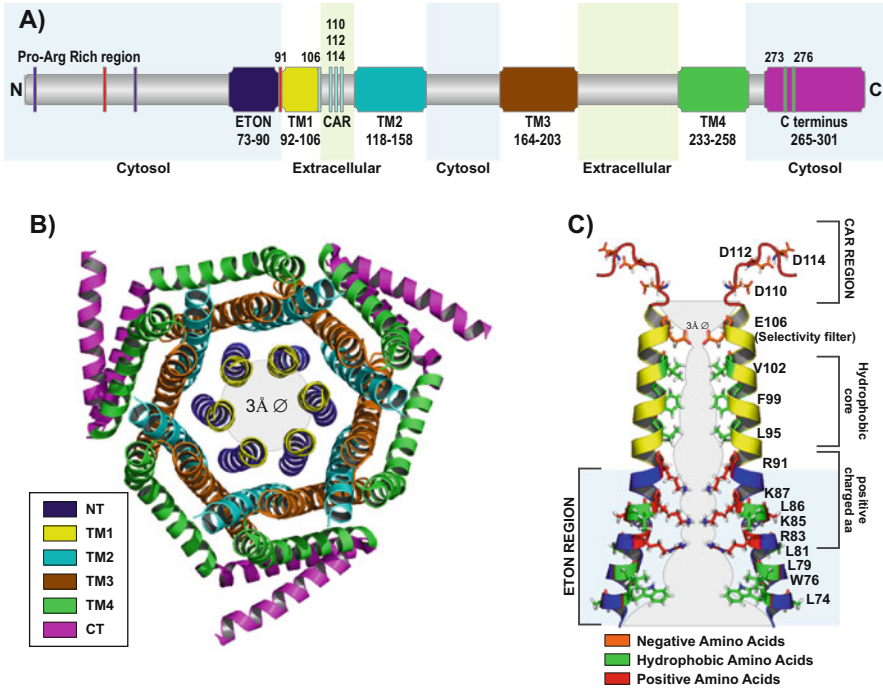 A)
Pro-Arg Rich region
91
106
110
112
114
273
276
N
C
ETON
73-90
TM1
92-106
CAR
TM2
118-158
TM3
164-203
TM4
233-258
C terminus
265-301
Cytosol
Extracellular
Cytosol
Extracellular
Cytosol
B)
3Å Ø
NT
TM1
TM2
TM3
TM4
CT
C)
CAR REGION
D112
D114
D110
3Å Ø
E106
(Selectivity filter)
Hydrophobic
core
V102
F99
L95
R91
positive
charged aa
K87
L86
K85
R83
L81
L79
W76
L74
ETON REGION
Negative Amino Acids
Hydrophobic Amino Acids
Positive Amino Acids